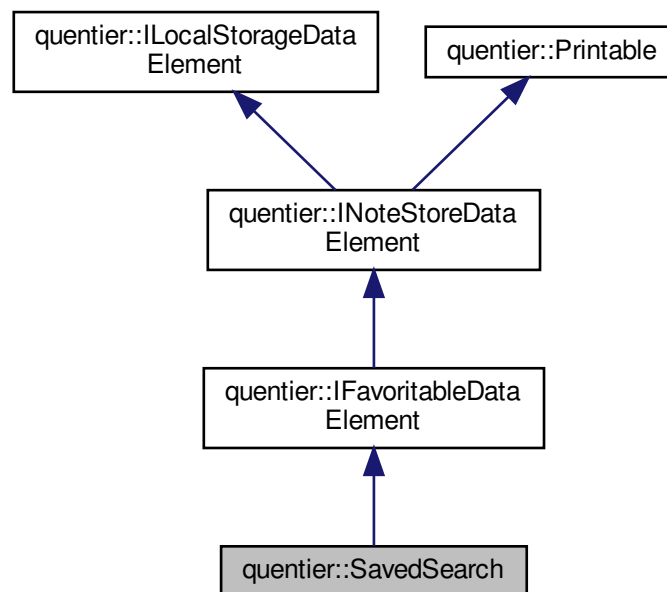 quentier::ILocalStorageData
Element
quentier::Printable
quentier::INoteStoreData
Element
quentier::IFavoritableData
Element
quentier::SavedSearch